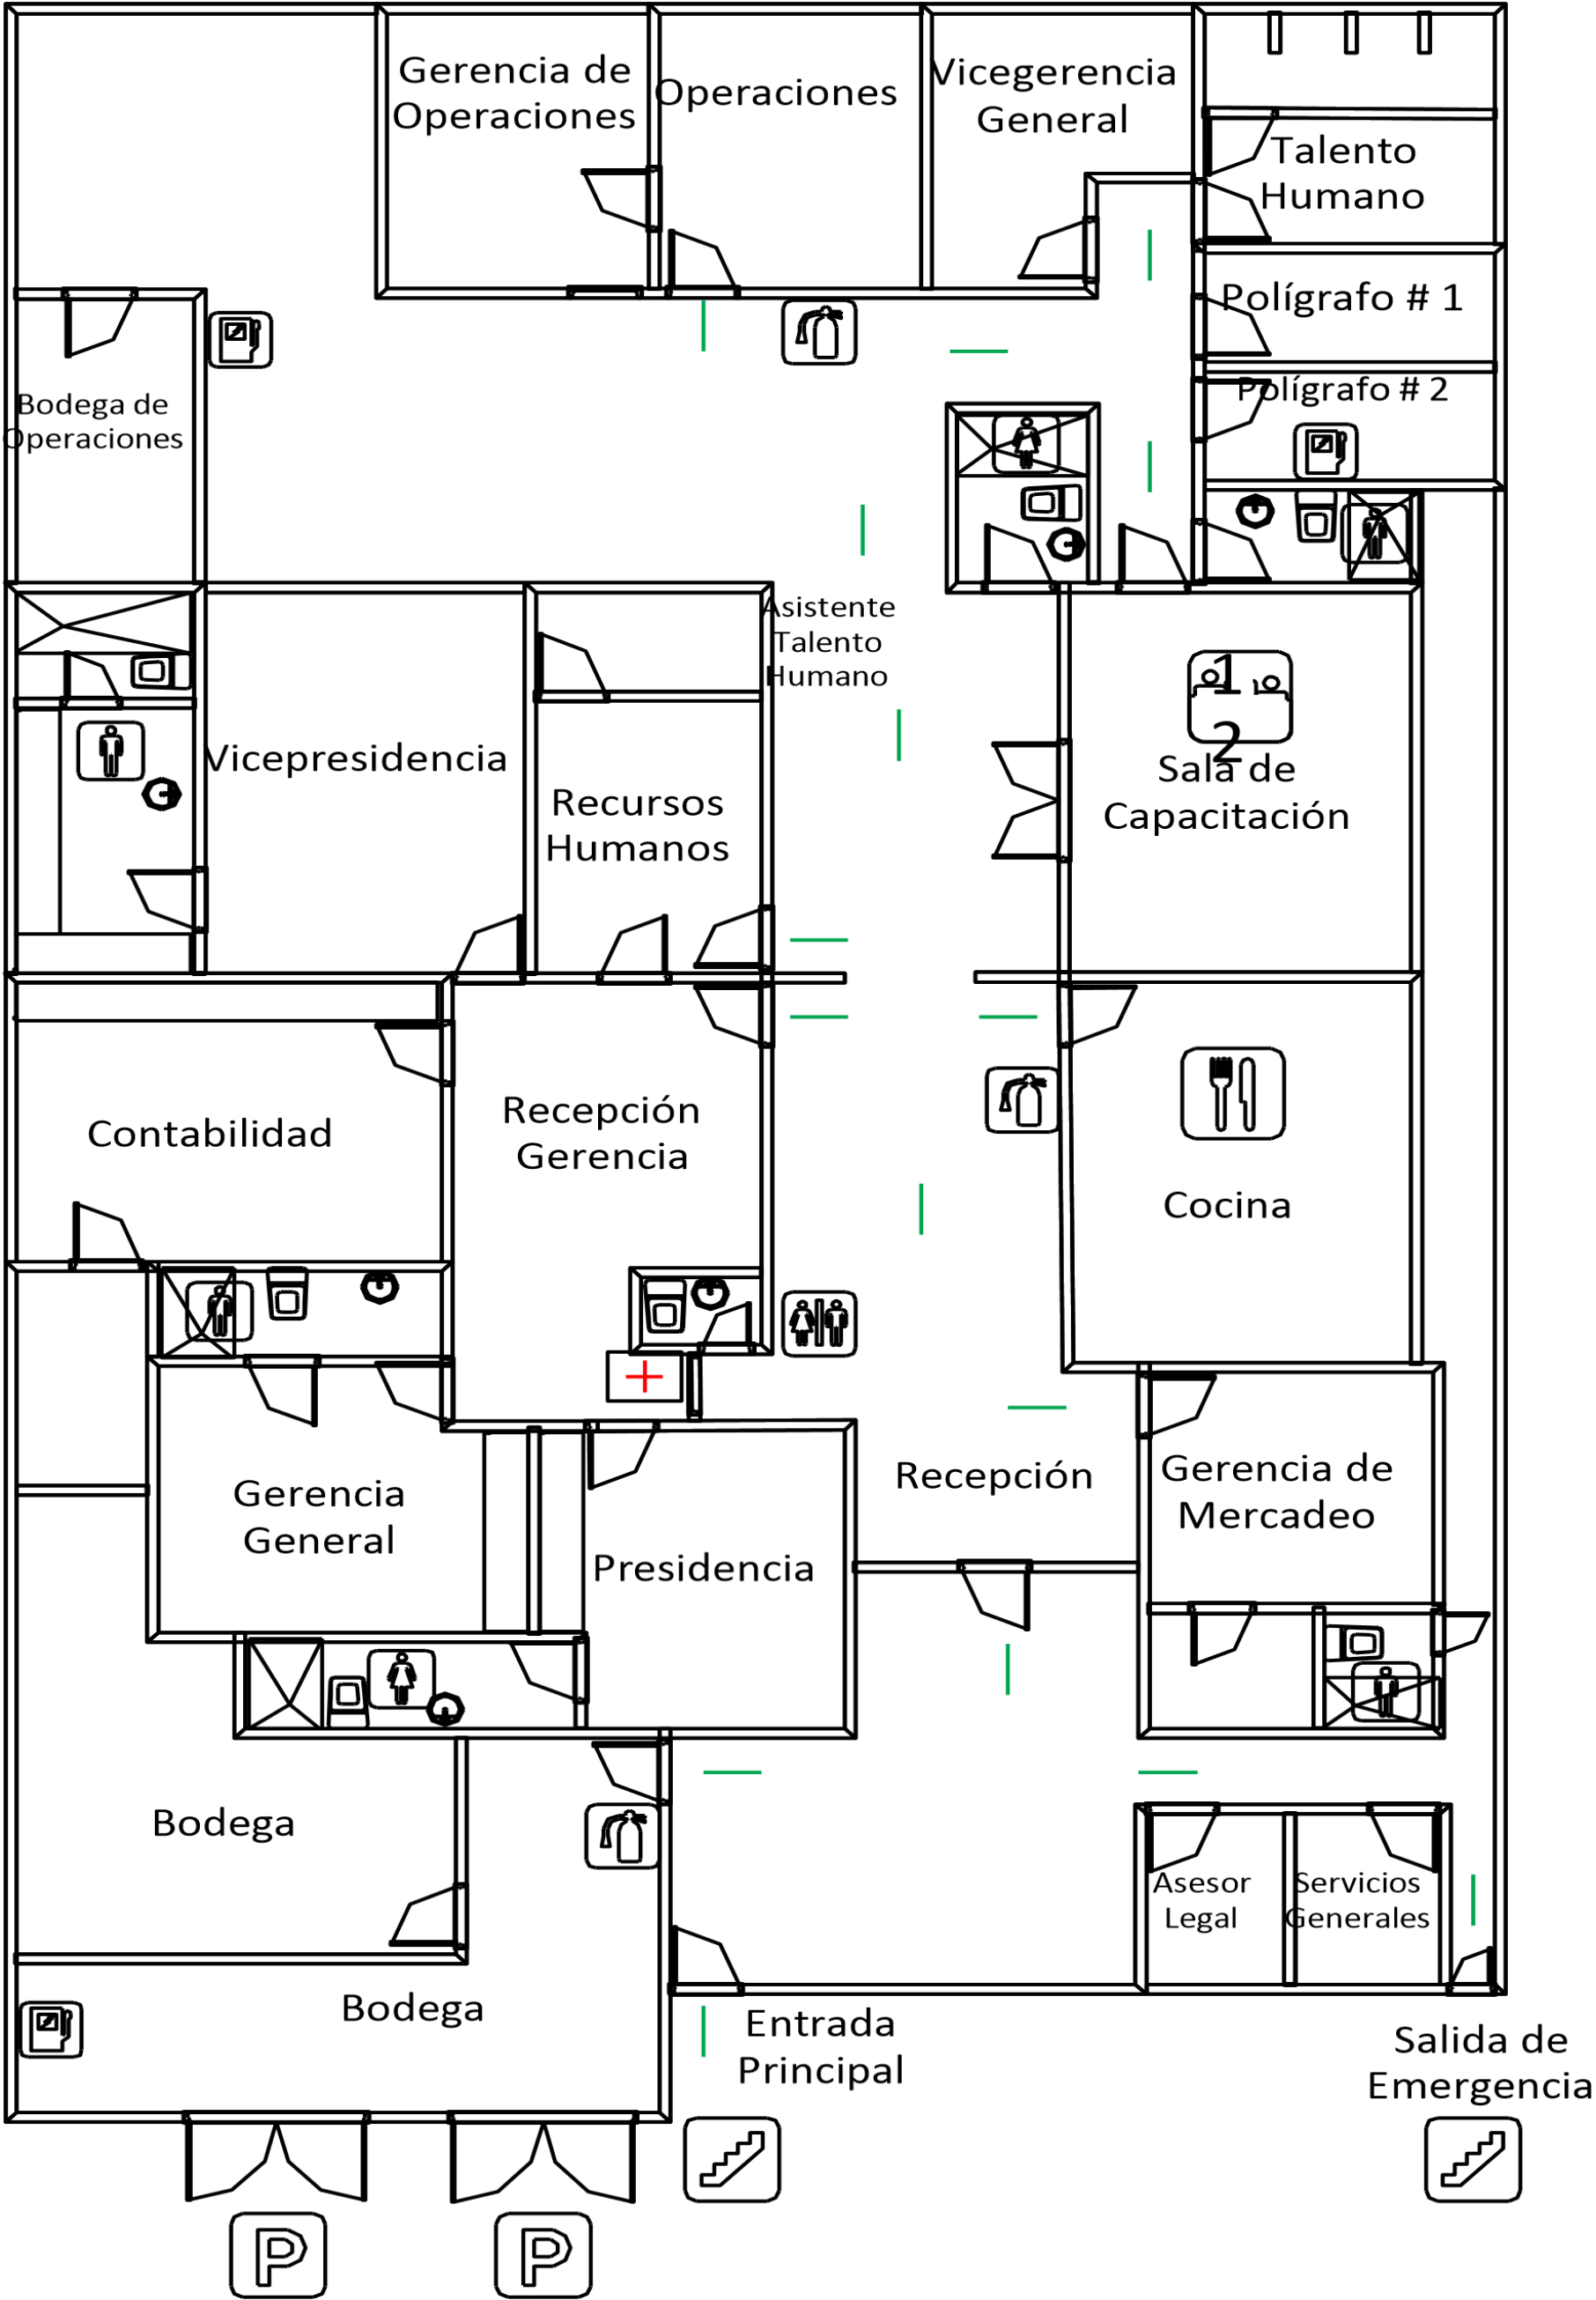 Gerencia de
Operaciones
Operaciones
Vicegerencia
General
Talento
Humano
Polígrafo # 1
Polígrafo # 2
Bodega de
Operaciones
Asistente
Talento
Humano
1
2
Sala de
Capacitación
Vicepresidencia
Recursos
Humanos
Contabilidad
Recepción
Gerencia
Cocina
Recepción
Gerencia de
Mercadeo
Gerencia
General
Presidencia
Bodega
Asesor
Legal
Servicios
Generales
Bodega
Entrada
Principal
Salida de
Emergencia
P
P